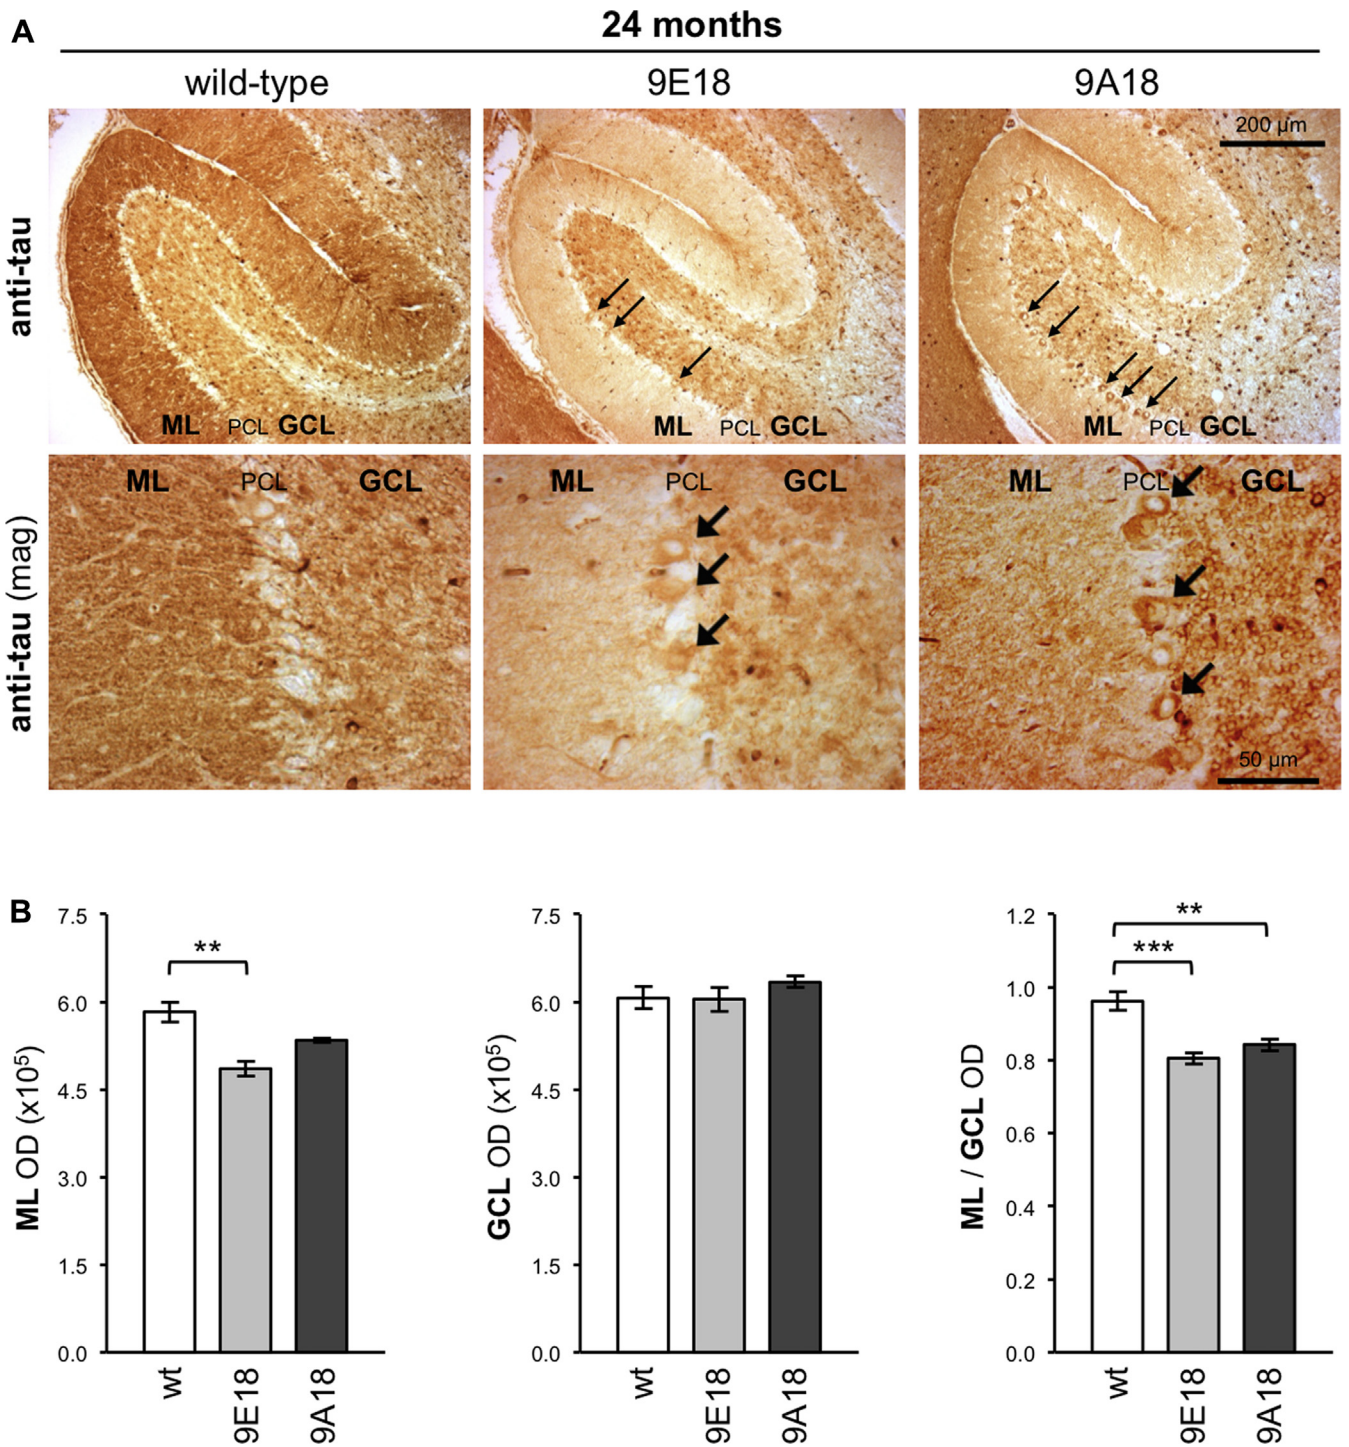 A
24 months
wild-type 9E18 9A18
anti-tau
200 µm
ML PCL GCL
ML PCL GCL
ML PCL GCL
anti-tau (mag)
ML PCL GCL
ML PCL GCL
ML PCL GCL
50 µm
B
ML OD (x10⁵)
7.5
6.0
4.5
3.0
1.5
0.0
**
wt 9E18 9A18
GCL OD (x10⁵)
7.5
6.0
4.5
3.0
1.5
0.0
wt 9E18 9A18
ML / GCL OD
1.2
1.0
0.8
0.6
0.4
0.2
0.0
**
***
wt 9E18 9A18